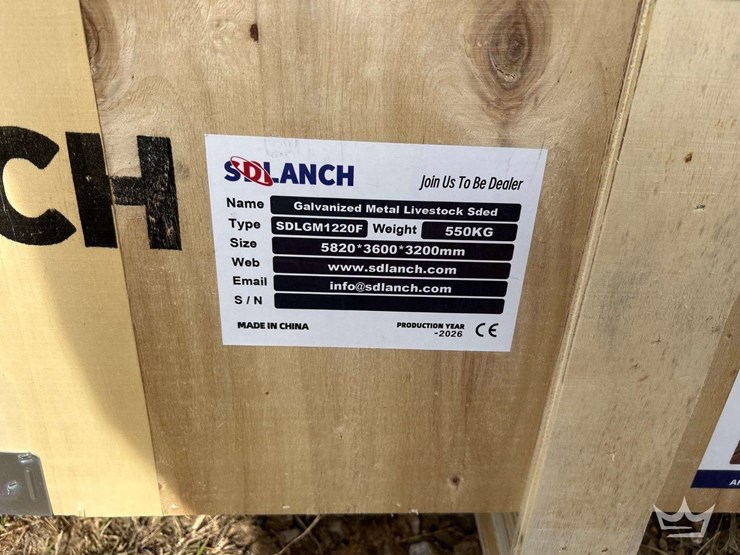 CH
SDLANCH
Join Us To Be Dealer
Name Galvanized Metal Livestock Sded
Type SDLGM1220F Weight 550KG
Size 5820*3600*3200mm
Web www.sdlanch.com
Email info@sdlanch.com
S / N
MADE IN CHINA
PRODUCTION YEAR
-2026
CE